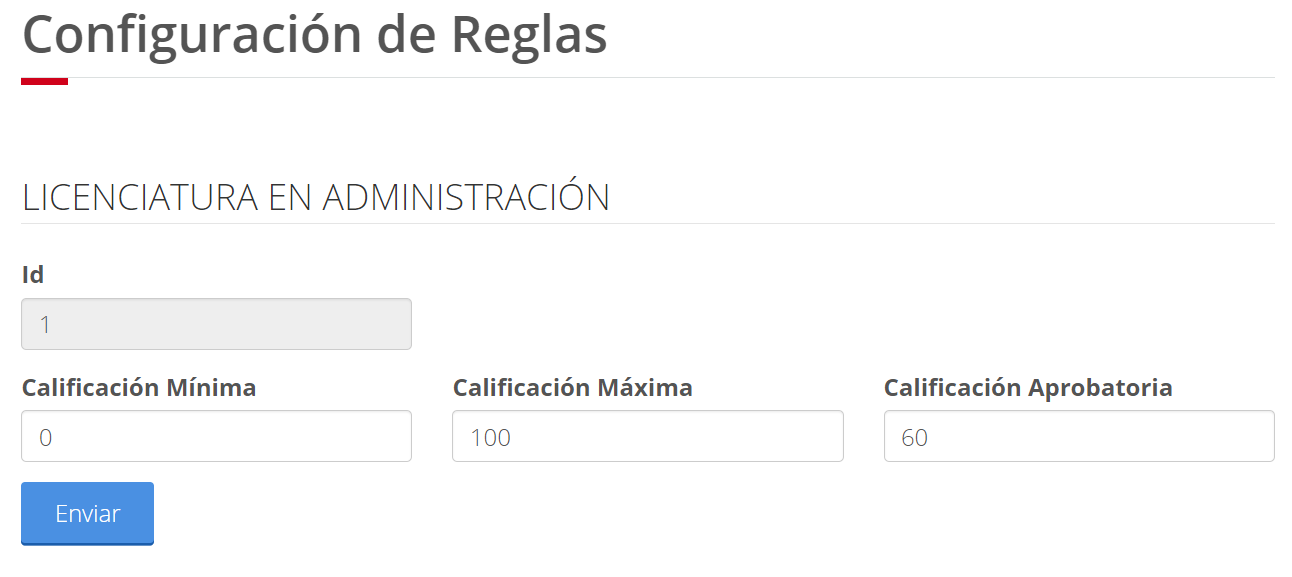 Configuración de Reglas
LICENCIATURA EN ADMINISTRACIÓN
Id
1
Calificación Mínima Calificación Máxima Calificación Aprobatoria
0 100 60
Enviar